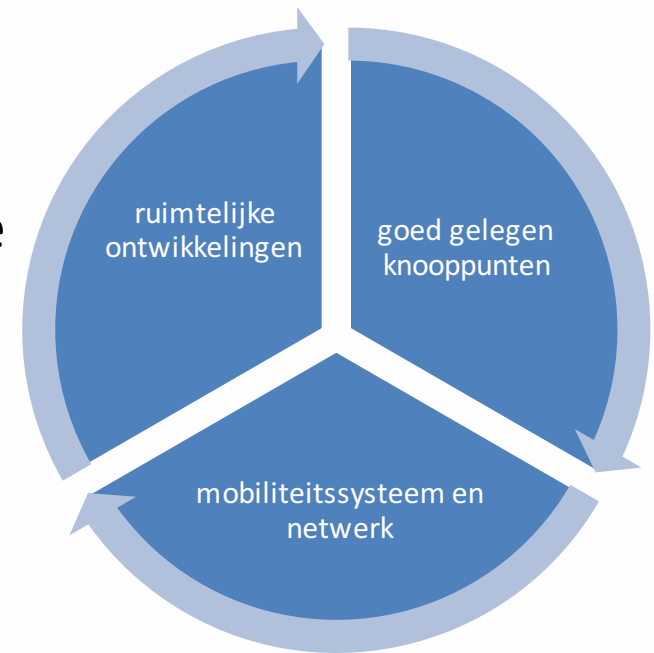 ruimtelijke
ontwikkelingen
goed gelegen
knooppunten
mobiliteitssysteem en
netwerk